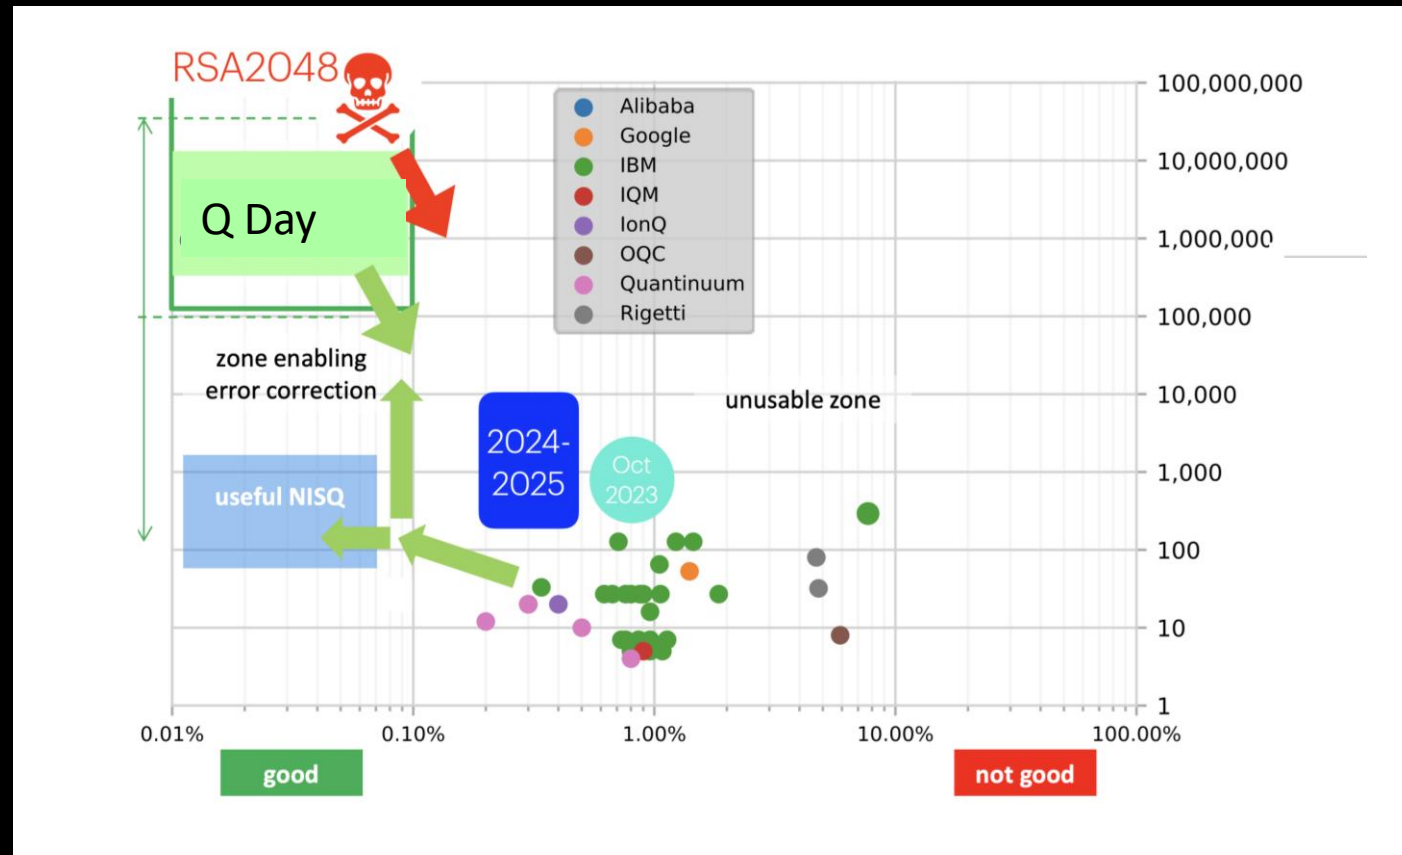 RSA2048
Q Day
zone enabling
error correction
useful NISQ
2024-
2025
Oct
2023
Alibaba
Google
IBM
IQM
IonQ
OQC
Quantinuum
Rigetti
unusable zone
100,000,000
10,000,000
1,000,000
100,000
10,000
1,000
100
10
1
0.01%
0.10%
1.00%
10.00%
100.00%
good
not good